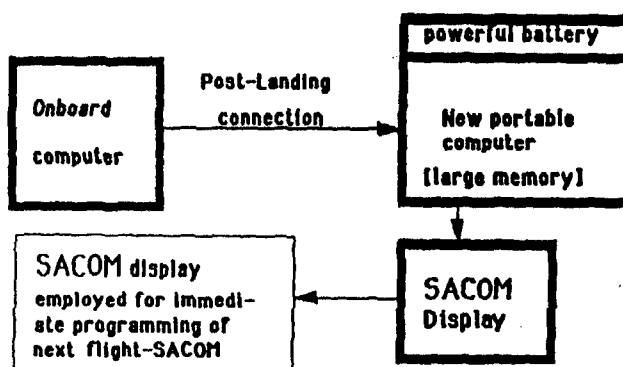 powerful battery
Onboard
computer
Post-Landing
connection
New portable
computer
[large memory]
SACOM display
employed for immedi-
ate programming of
next flight-SACOM
SACOM
Display